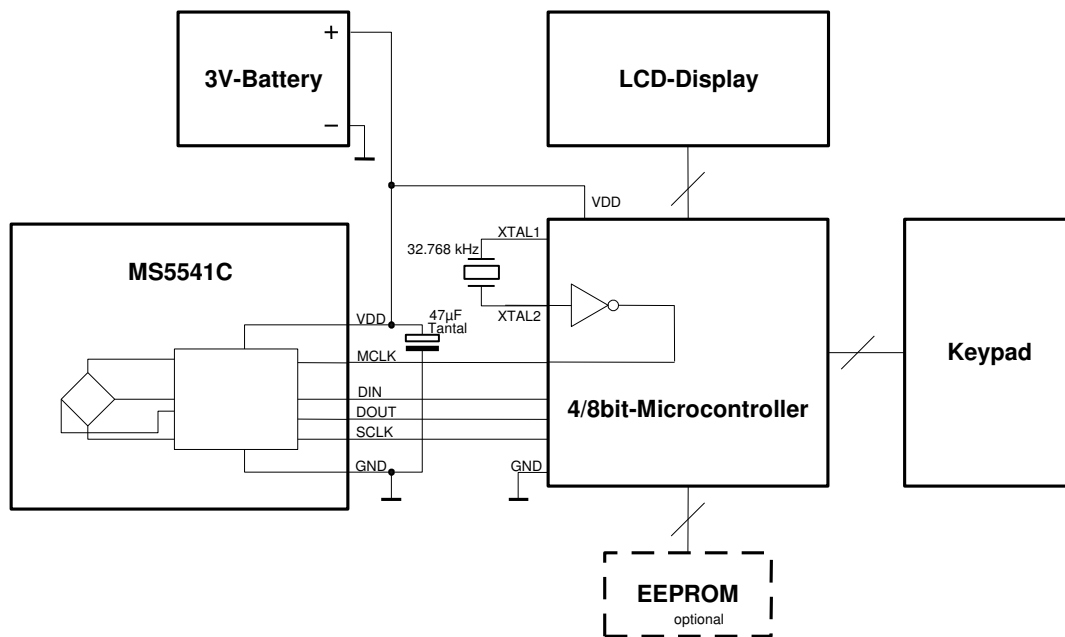 +
3V-Battery
−
LCD-Display
VDD
MS5541C
XTAL1
32.768 kHz
XTAL2
47µF
Tantal
VDD
MCLK
DIN
DOUT
SCLK
GND
4/8bit-Microcontroller
GND
Keypad
EEPROM
optional